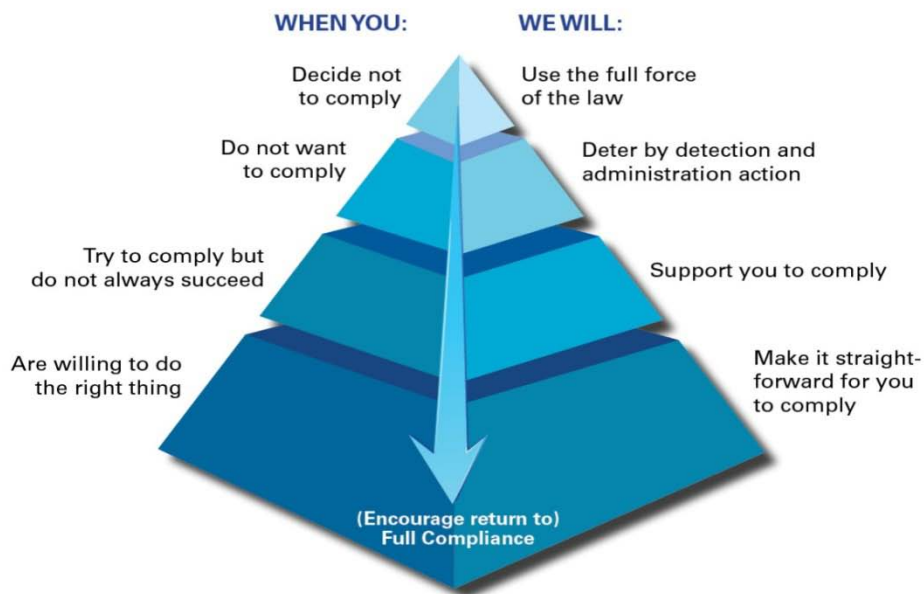 WHEN YOU:
WE WILL:
Decide not
to comply
Use the full force
of the law
Do not want
to comply
Deter by detection and
administration action
Try to comply but
do not always succeed
Support you to comply
Are willing to do
the right thing
Make it straight-
forward for you
to comply
(Encourage return to)
Full Compliance